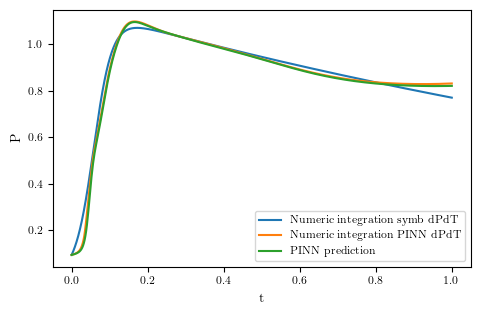 1.0
0.8
0.6
0.4
0.2
P
0.0
0.2
0.4
0.6
0.8
1.0
t
Numeric integration symb dPdT
Numeric integration PINN dPdT
PINN prediction